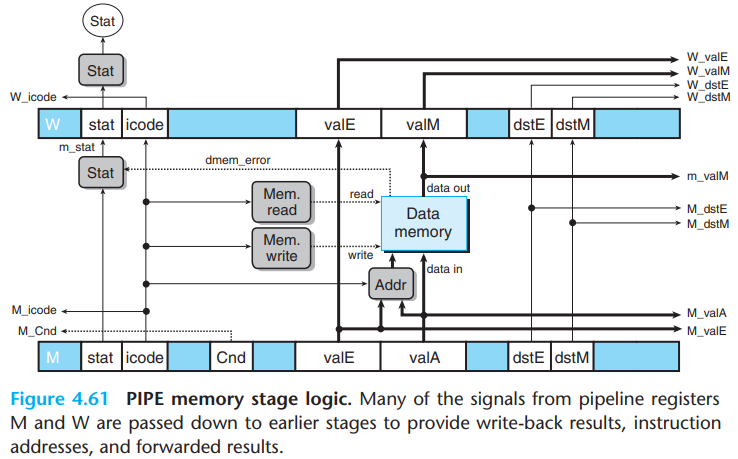 Stat
Stat
W_valE
W_valM
W_icode
W_dstE
W_dstM
W stat icode valE valM dstE dstM
m_stat
dmem_error
Stat
m_valM
Mem.
read
read
data out
Data
memory
M_dstE
M_dstM
Mem.
write
write
data in
Addr
M_icode
M_valA
M_Cnd
M_valE
M stat icode Cnd valE valA dstE dstM
Figure 4.61 PIPE memory stage logic. Many of the signals from pipeline registers
M and W are passed down to earlier stages to provide write-back results, instruction
addresses, and forwarded results.